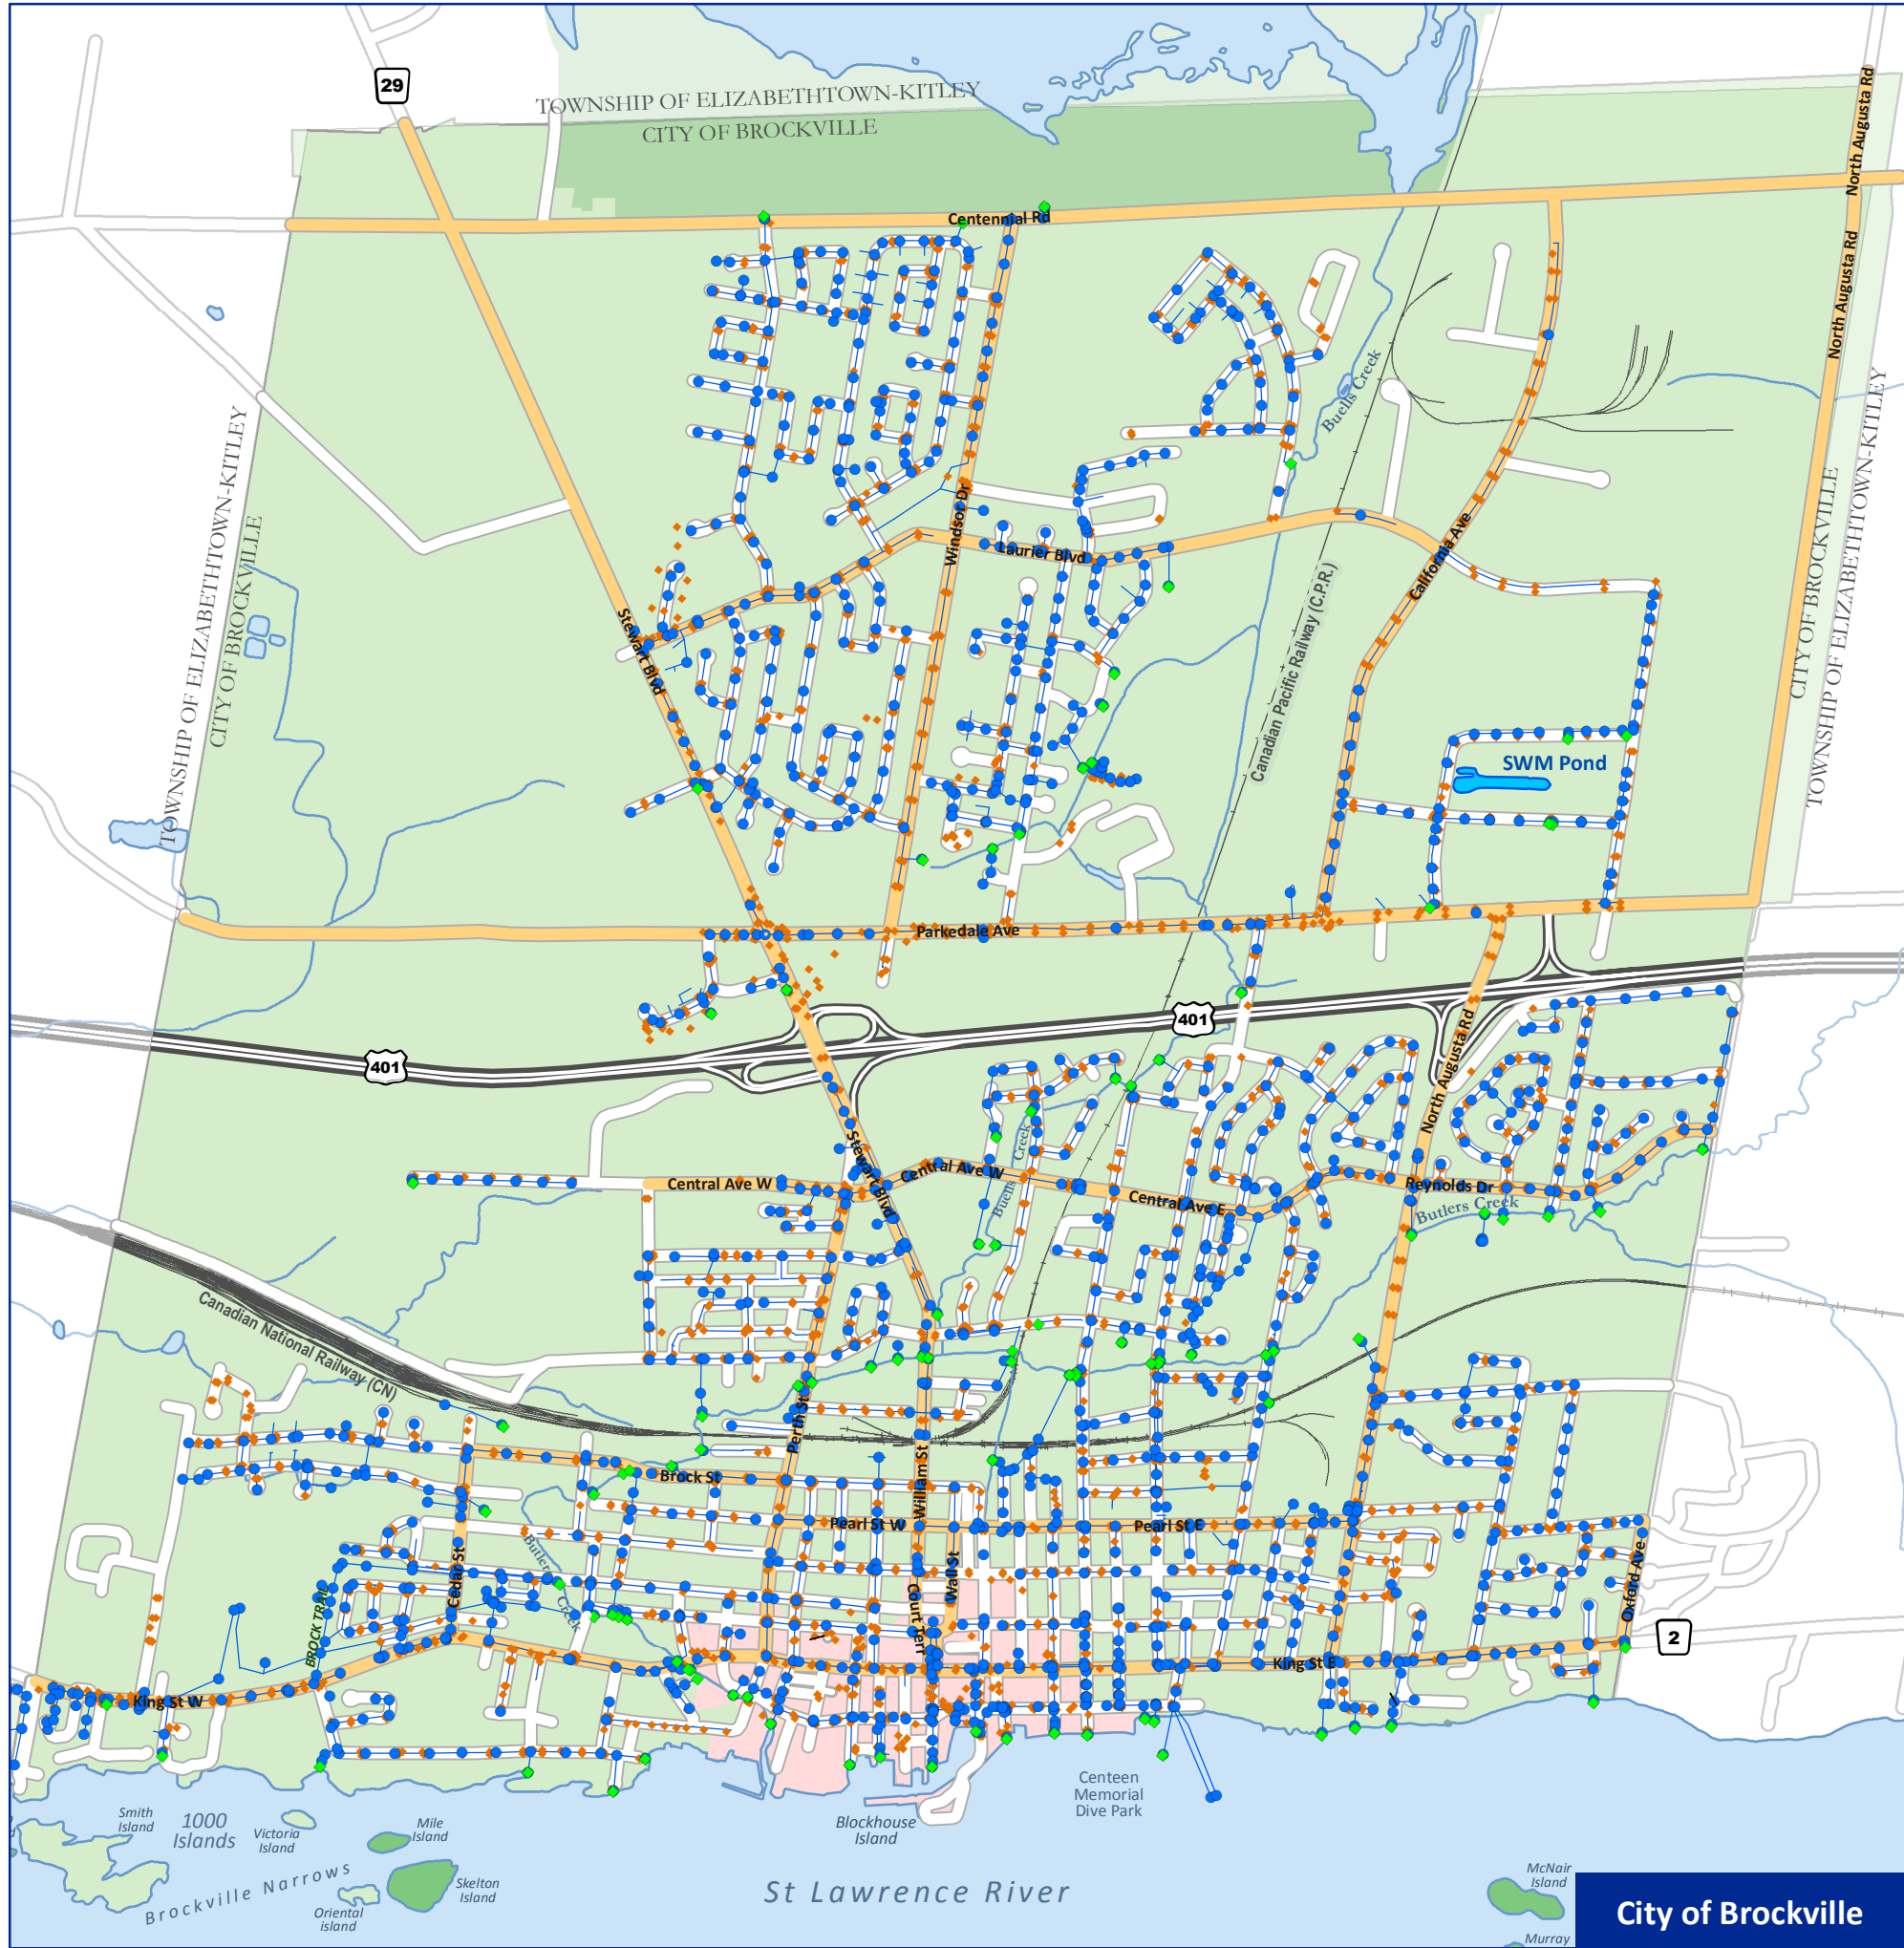 29
TOWNSHIP OF ELIZABETHTOWN-KITLEY
CITY OF BROCKVILLE
North Augusta Rd
Centennial Rd
North Augusta Rd
Buells Creek
TOWNSHIP OF ELIZABETHTOWN-KITLEY
CITY OF BROCKVILLE
CITY OF BROCKVILLE
TOWNSHIP OF ELIZABETHTOWN-KITLEY
Windsor Dr
Laurier Blvd
California Ave
Stewart Blvd
Canadian Pacific Railway (C.P.R.)
SWM Pond
Parkedale Ave
401
401
North Augusta Rd
Stewart Blvd
Buells
Creek
Central Ave W
Central Ave W
Central Ave E
Reynolds Dr
Butlers Creek
Canadian National Railway (CN)
Perth St
William St
Brock St
Pearl St W
Pearl St E
Butlers
Creek
Cedar St
Wall St
Court Terr
BROCK TRAIL
Oxford Ave
2
King St W
King St E
Centeen
Memorial
Dive Park
Smith
Island
1000
Islands
Victoria
Island
Mile
Island
Blockhouse
Island
Brockville Narrows
Skelton
Island
Oriental
island
St Lawrence River
McNair
Island
Murray
City of Brockville